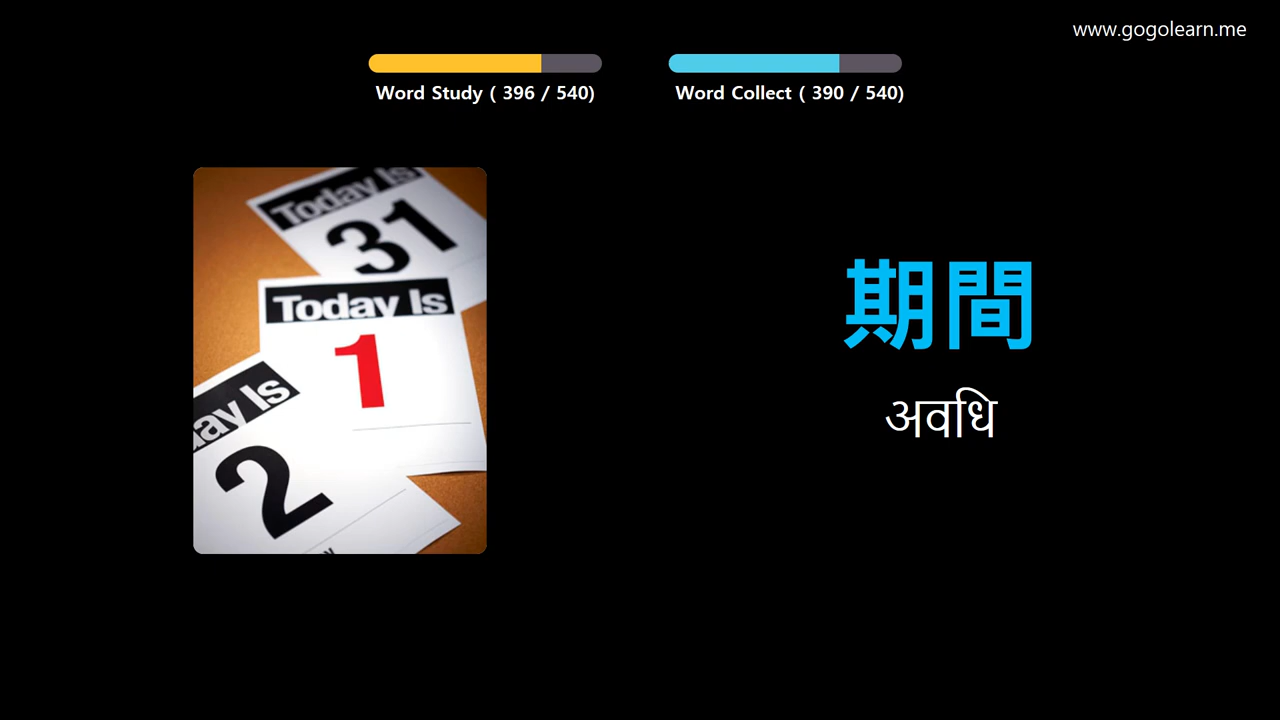 www.gogolearn.me
Word Study ( 396 / 540)
Word Collect ( 390 / 540)
Today Is
31
Today Is
1
day Is
2
期間
अवधि